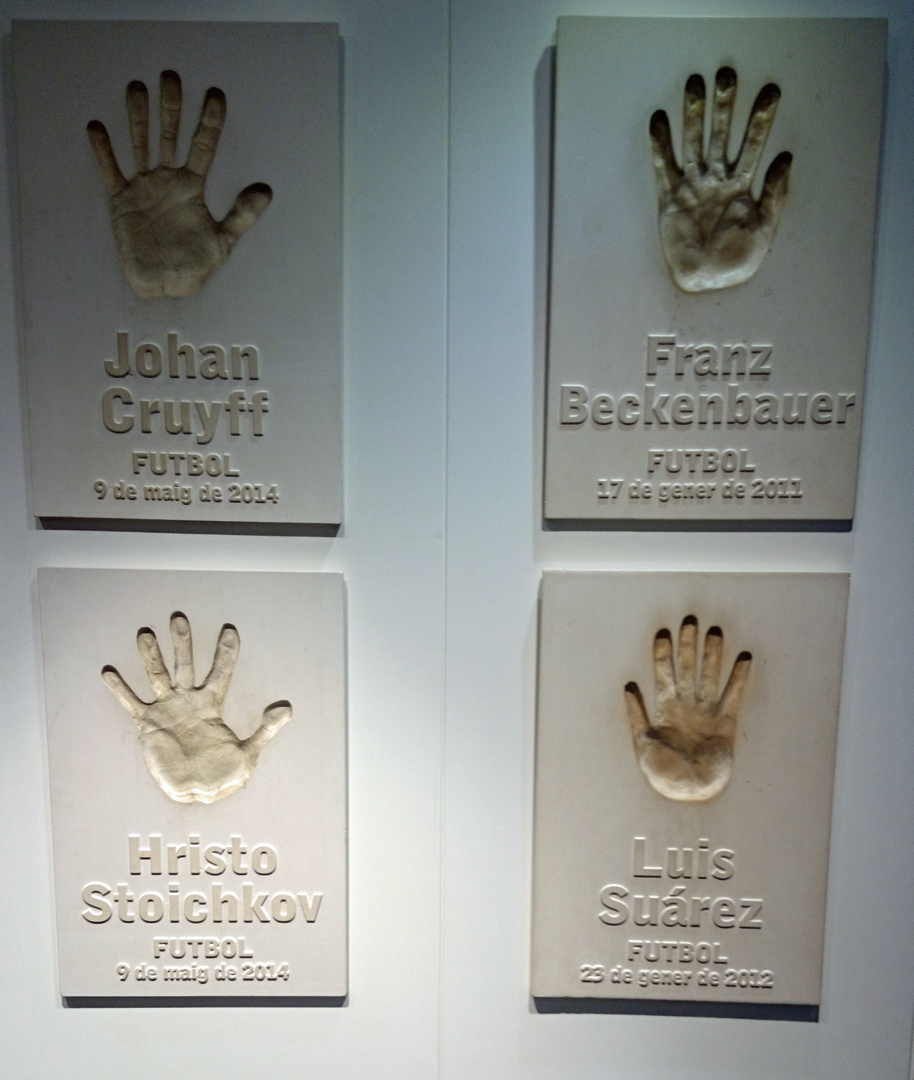 Johan
Cruyff
FUTBOL
9 de maig de 2014
Franz
Beckenbauer
FUTBOL
17 de gener de 2011
Hristo
Stoichkov
FUTBOL
9 de maig de 2014
Luis
Suárez
FUTBOL
23 de gener de 2012